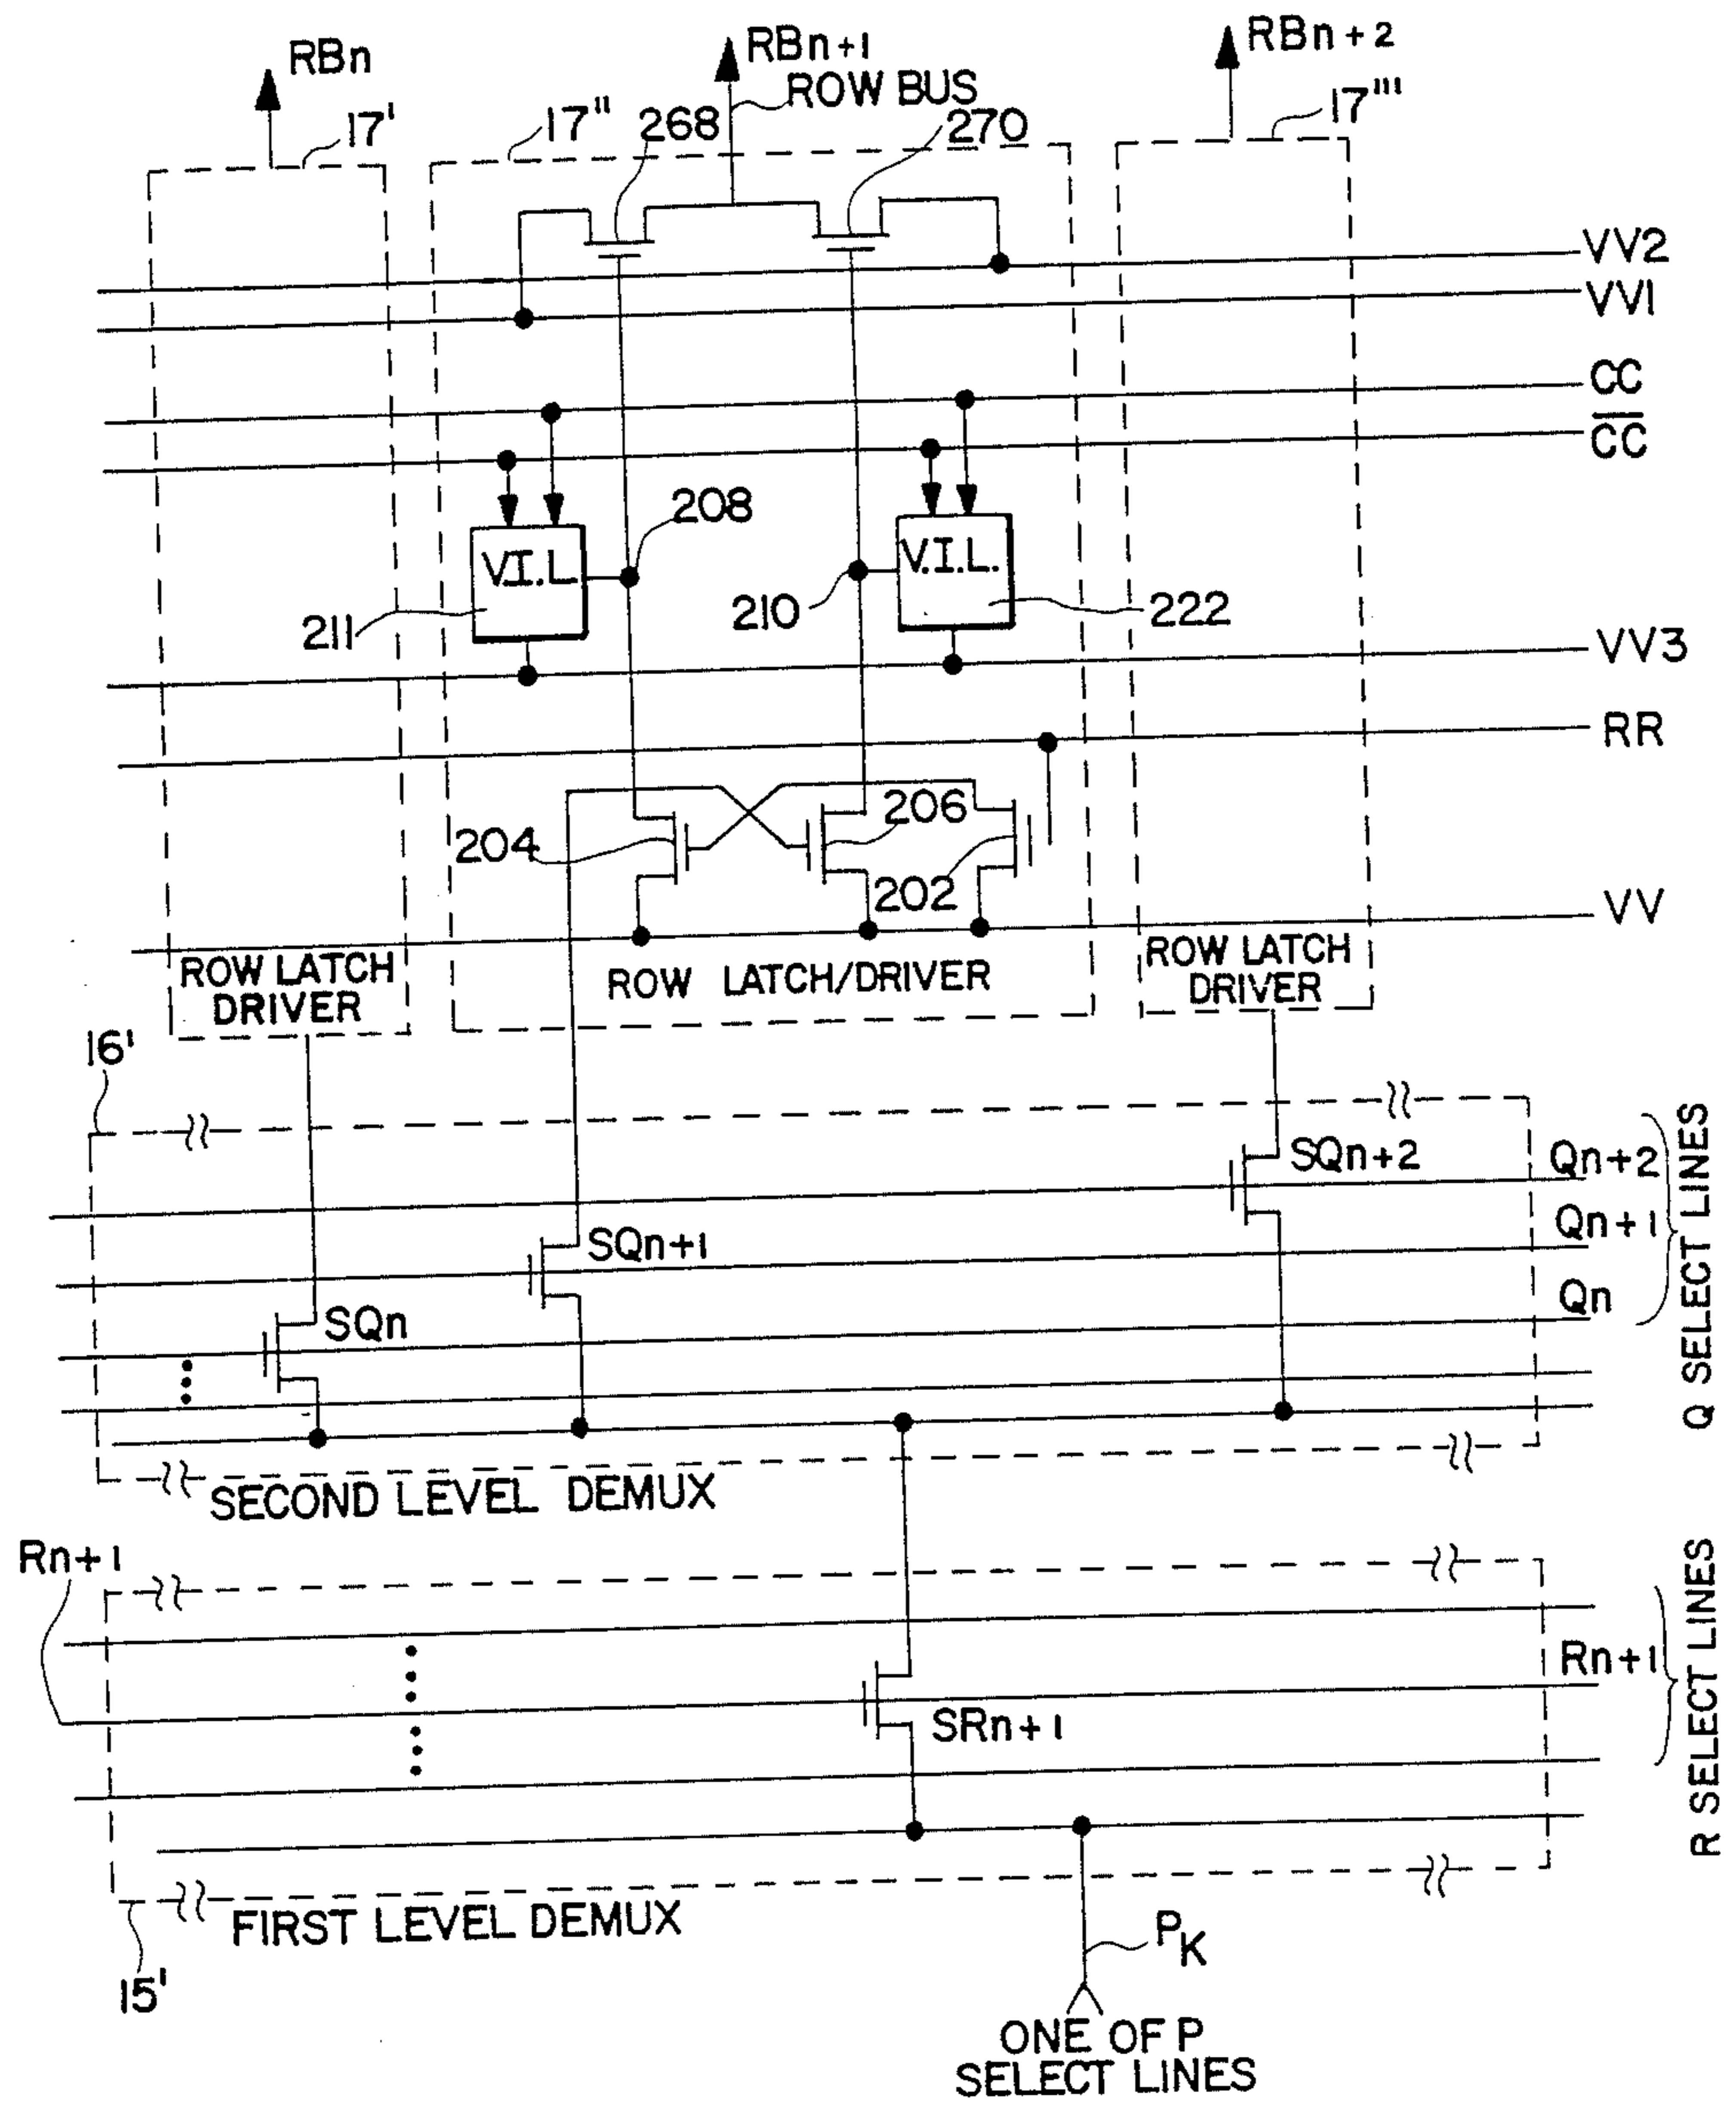 RBn
RBn+1
RBn+2
ROW BUS
17'
17"
268
270
17'''
VV2
VV1
CC
C̅C̅
208
V.I.L.
V.I.L.
211
210
222
VV3
RR
204
206
202
VV
ROW LATCH
DRIVER
ROW LATCH/DRIVER
ROW LATCH
DRIVER
16'
SQn+2
Qn+2
SQn+1
Qn+1
SQn
Qn
Q SELECT LINES
SECOND LEVEL DEMUX
Rn+1
Rn+1
SRn+1
R SELECT LINES
FIRST LEVEL DEMUX
15'
PK
ONE OF P
SELECT LINES